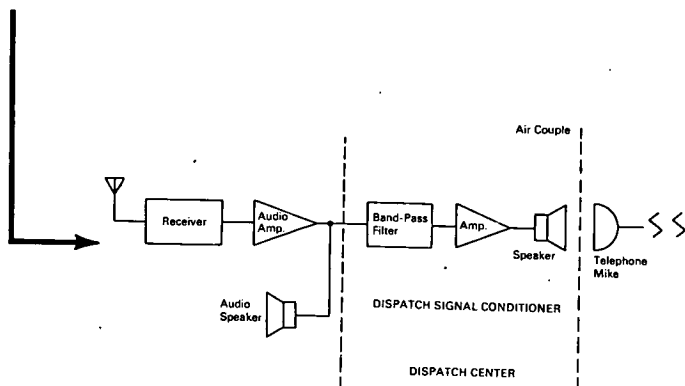 Air Couple
Receiver
Audio
Amp.
Band-Pass
Filter
Amp.
Speaker
Telephone
Mike
Audio
Speaker
DISPATCH SIGNAL CONDITIONER
DISPATCH CENTER